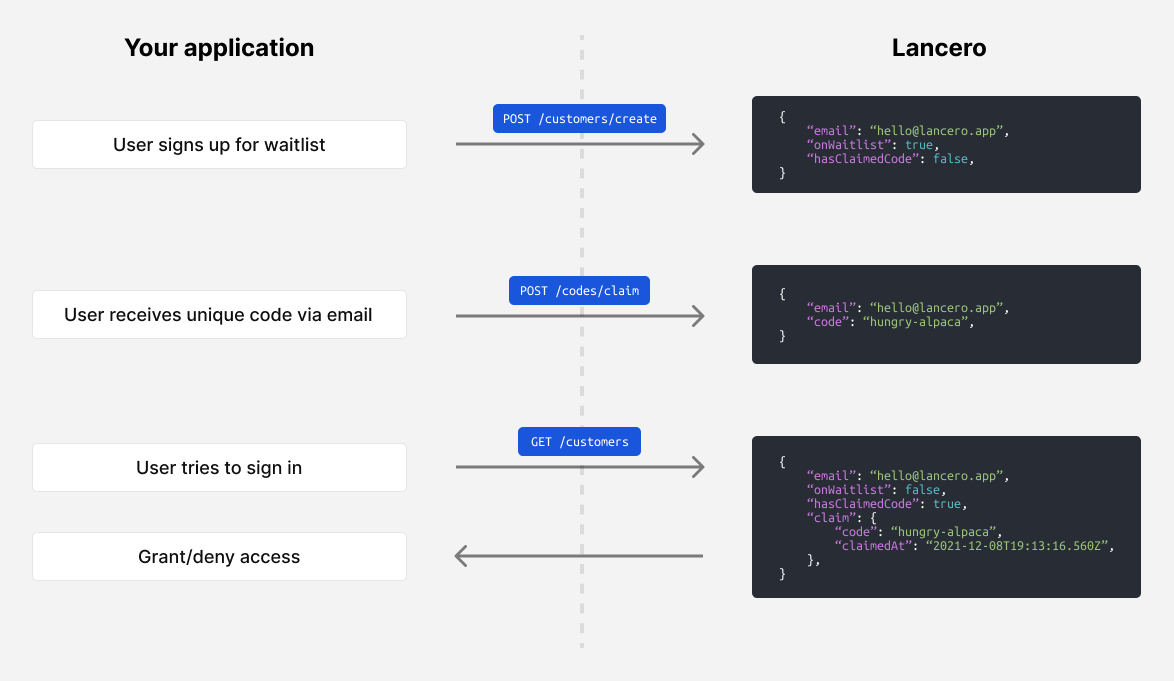 Your application
Lancero
User signs up for waitlist
POST /customers/create
{
“email”: “hello@lancero.app”,
“onWaitlist”: true,
“hasClaimedCode”: false,
}
User receives unique code via email
POST /codes/claim
{
“email”: “hello@lancero.app”,
“code”: “hungry-alpaca”,
}
User tries to sign in
GET /customers
{
“email”: “hello@lancero.app”,
“onWaitlist”: false,
“hasClaimedCode”: true,
“claim”: {
“code”: “hungry-alpaca”,
“claimedAt”: “2021-12-08T19:13:16.560Z”,
},
}
Grant/deny access